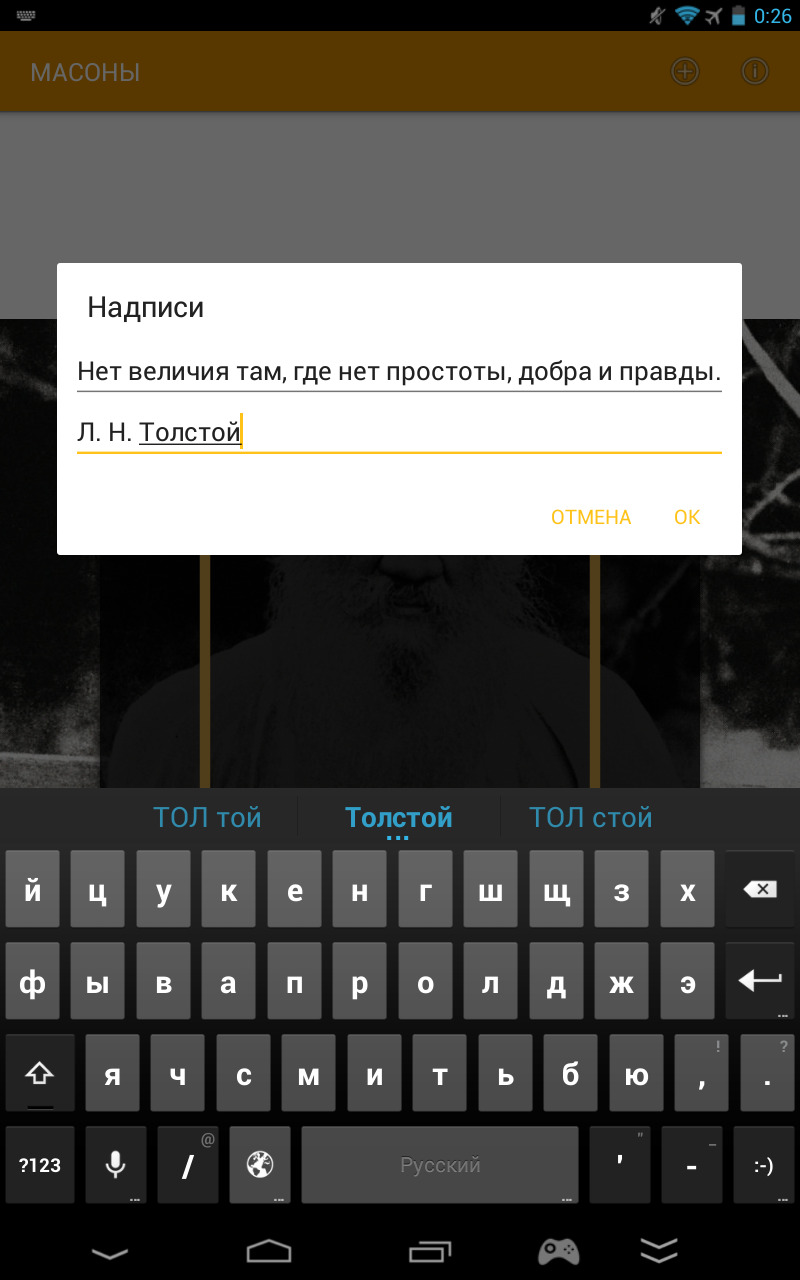 0:26
МАСОНЫ
Надписи
Нет величия там, где нет простоты, добра и правды.
Л. Н. Толстой
ОТМЕНА ОК
ТОЛ той Толстой ТОЛ стой
й ц у к е н г ш щ з х
ф ы в а п р о л д ж э
я ч с м и т ь б ю , ! . ?
?123 / @ Русский ' " - _ :-)